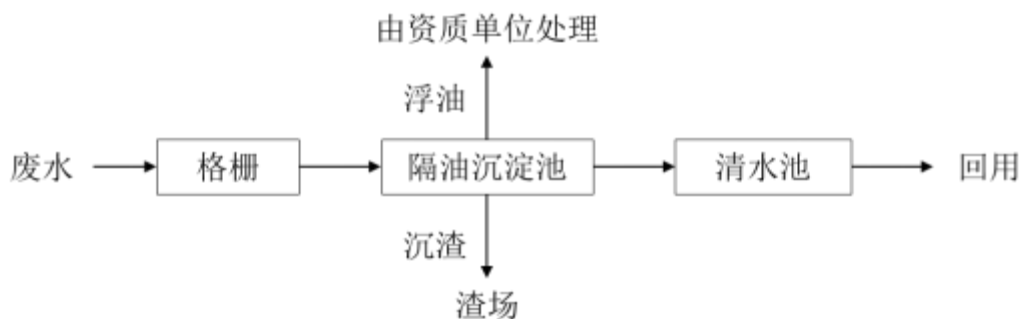 由资质单位处理
浮油
废水 格栅 隔油沉淀池 清水池 回用
沉渣
渣场